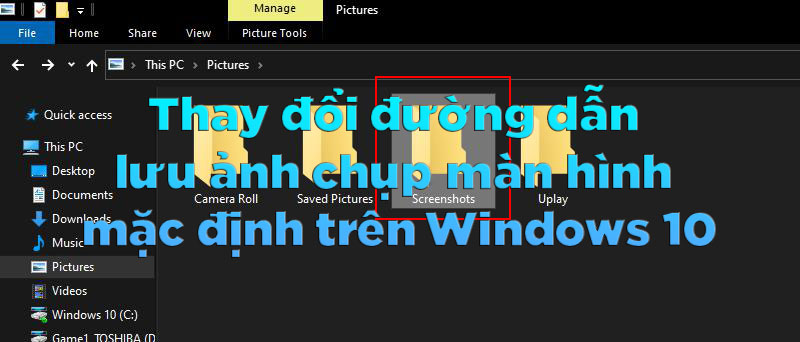 Manage
Pictures
File
Home
Share
View
Picture Tools
This PC
Pictures
Quick access
This PC
Desktop
Documents
Downloads
Music
Pictures
Videos
Windows 10 (C:)
Game1 TOSHIBA (D
Camera Roll
Saved Pictures
Screenshots
Uplay
Thay đổi đường dẫn
lưu ảnh chụp màn hình
mặc định trên Windows 10